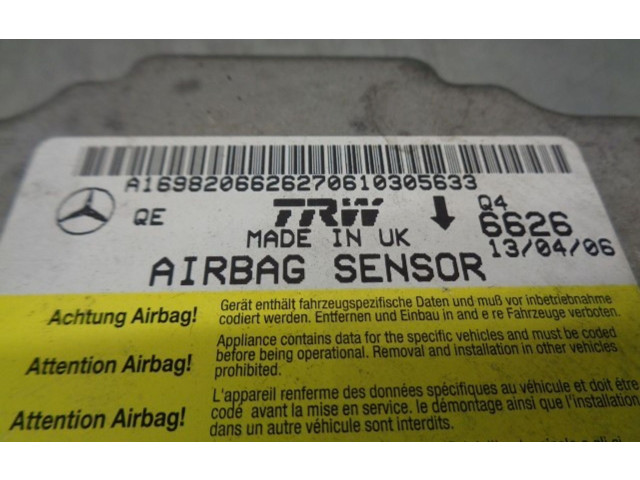 A1698206626270610305633
QE TRW Q4
MADE IN UK 6626
13/04/06
AIRBAG SENSOR
Achtung Airbag! Gerät enthält fahrzeugspezifische Daten und muß vor inbetriebnahme
codiert werden. Entfernen und Einbau in and e re Fahrzeuge verboten.
Attention Airbag! Appliance contains data for the specific vehicles and must be coded
before being operational. Removal and installation in other vehicles
prohibited.
Attention Airbag! L'appareil renferme des données spécifiques au véhicule et doit être
codé avant la mise en service. le démontage ainsi que l'installation
dans un autre véhicule sont interdits.